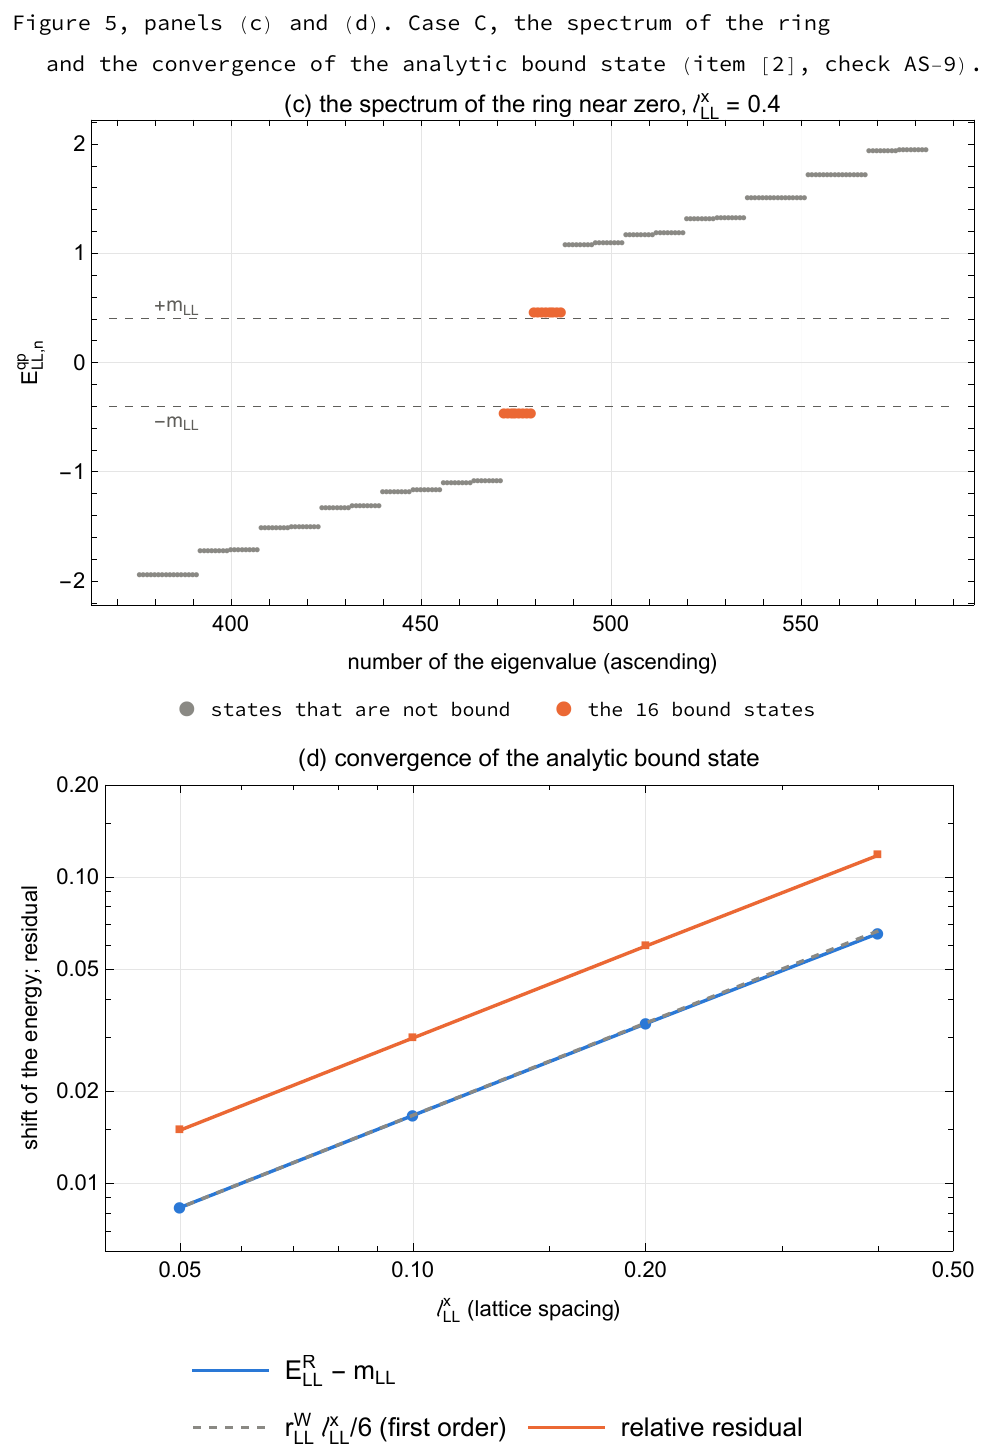 Figure 5, panels (c) and (d). Case C, the spectrum of the ring
and the convergence of the analytic bound state (item [2], check AS–9).
(c) the spectrum of the ring near zero, ℓ^x_LL = 0.4
2
1
0
−1
−2
+m_LL
−m_LL
E^qp_LL,n
400
450
500
550
number of the eigenvalue (ascending)
states that are not bound
the 16 bound states
(d) convergence of the analytic bound state
0.20
0.10
0.05
0.02
0.01
shift of the energy; residual
0.05
0.10
0.20
0.50
ℓ^x_LL (lattice spacing)
E^R_LL − m_LL
r^W_LL ℓ^x_LL/6 (first order)
relative residual